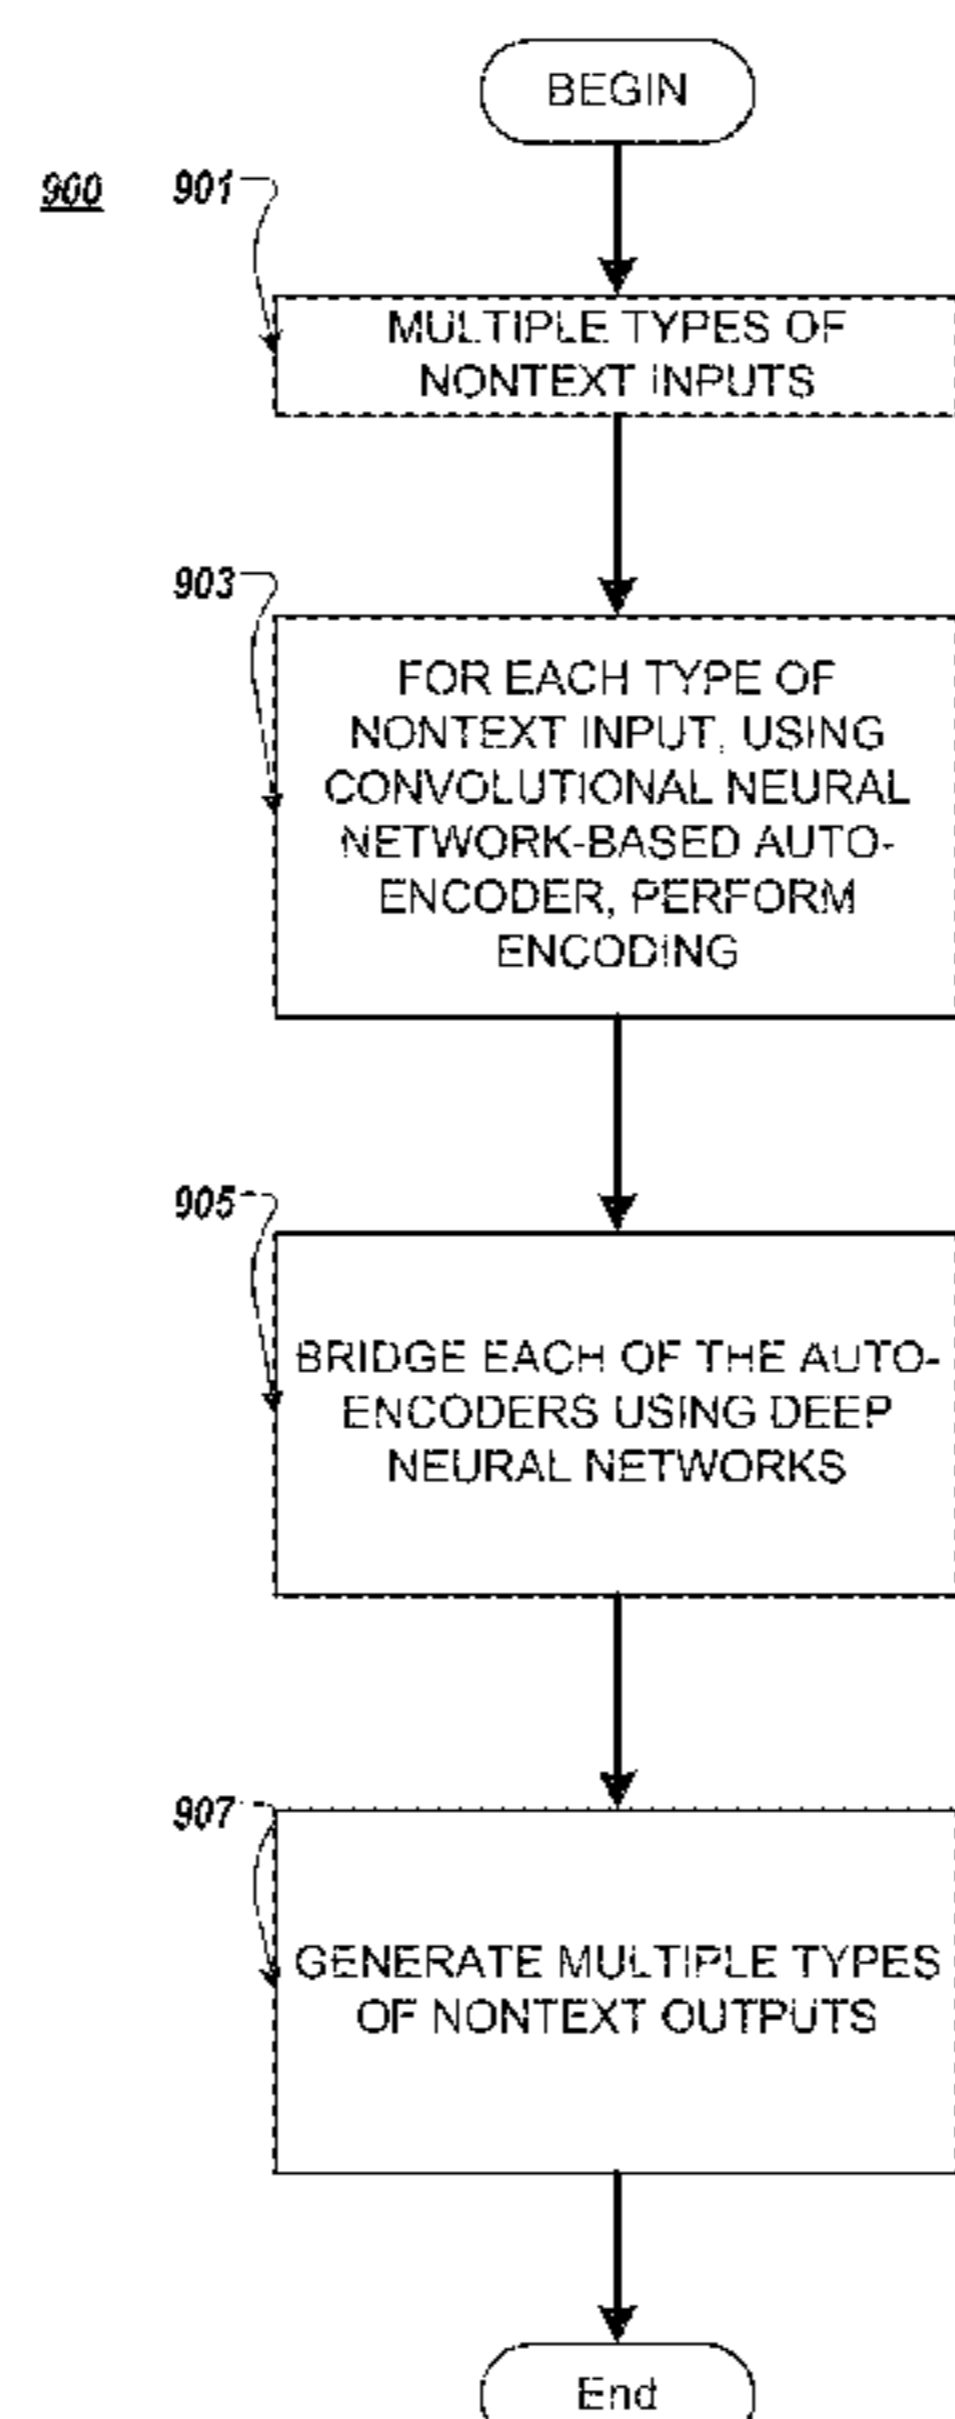 BEGIN
900
901
MULTIPLE TYPES OF
NONTEXT INPUTS
903
FOR EACH TYPE OF
NONTEXT INPUT, USING
CONVOLUTIONAL NEURAL
NETWORK-BASED AUTO-
ENCODER, PERFORM
ENCODING
905
BRIDGE EACH OF THE AUTO-
ENCODERS USING DEEP
NEURAL NETWORKS
907
GENERATE MULTIPLE TYPES
OF NONTEXT OUTPUTS
End